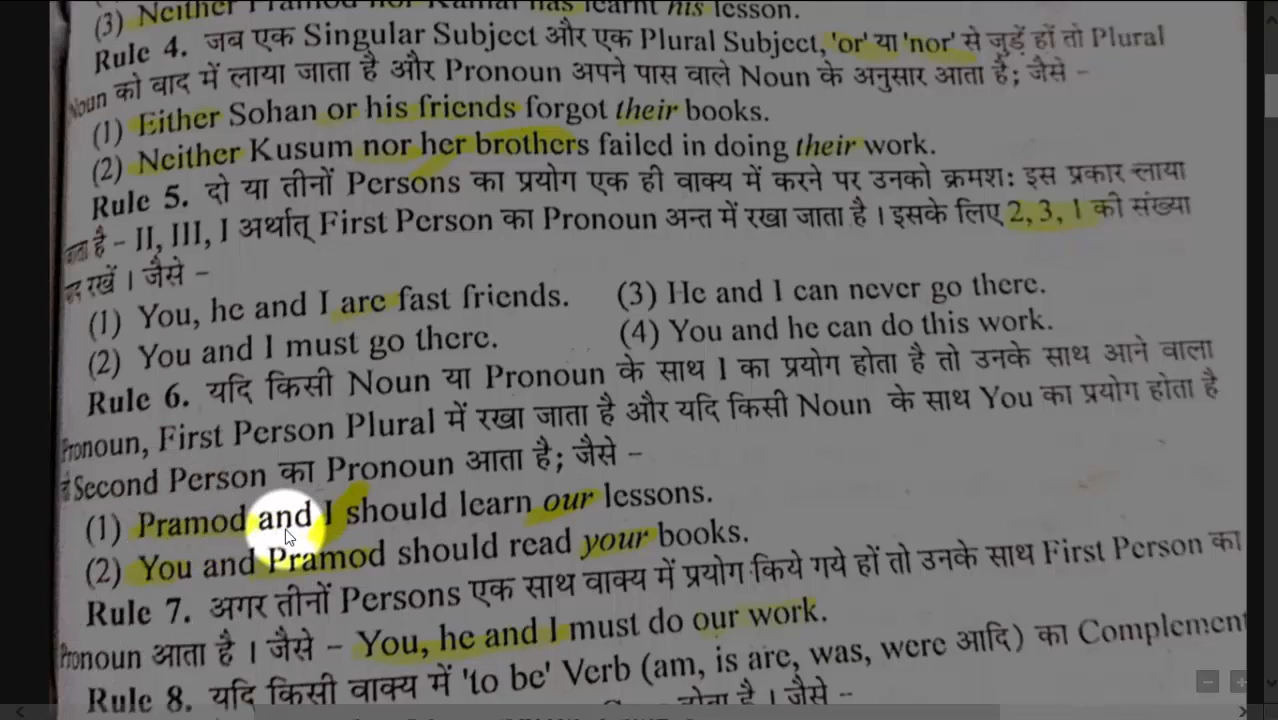 (3) Neither Pramod nor Kamal has learnt his lesson.
Rule 4. जब एक Singular Subject और एक Plural Subject, 'or' या 'nor' से जुड़ें हों तो Plural
Noun को बाद में लाया जाता है और Pronoun अपने पास वाले Noun के अनुसार आता है; जैसे –
(1) Either Sohan or his friends forgot their books.
(2) Neither Kusum nor her brothers failed in doing their work.
Rule 5. दो या तीनों Persons का प्रयोग एक ही वाक्य में करने पर उनको क्रमश: इस प्रकार लाया
है – II, III, I अर्थात् First Person का Pronoun अन्त में रखा जाता है। इसके लिए 2, 3, 1 की संख्या
रखें। जैसे –
(1) You, he and I are fast friends. (3) He and I can never go there.
(2) You and I must go there. (4) You and he can do this work.
Rule 6. यदि किसी Noun या Pronoun के साथ I का प्रयोग होता है तो उनके साथ आने वाला
Pronoun, First Person Plural में रखा जाता है और यदि किसी Noun के साथ You का प्रयोग होता है
Second Person का Pronoun आता है; जैसे –
(1) Pramod and I should learn our lessons.
(2) You and Pramod should read your books.
Rule 7. अगर तीनों Persons एक साथ वाक्य में प्रयोग किये गये हों तो उनके साथ First Person का
Pronoun आता है। जैसे – You, he and I must do our work.
Rule 8. यदि किसी वाक्य में 'to be' Verb (am, is are, was, were आदि) का Complement
होता है। जैसे –